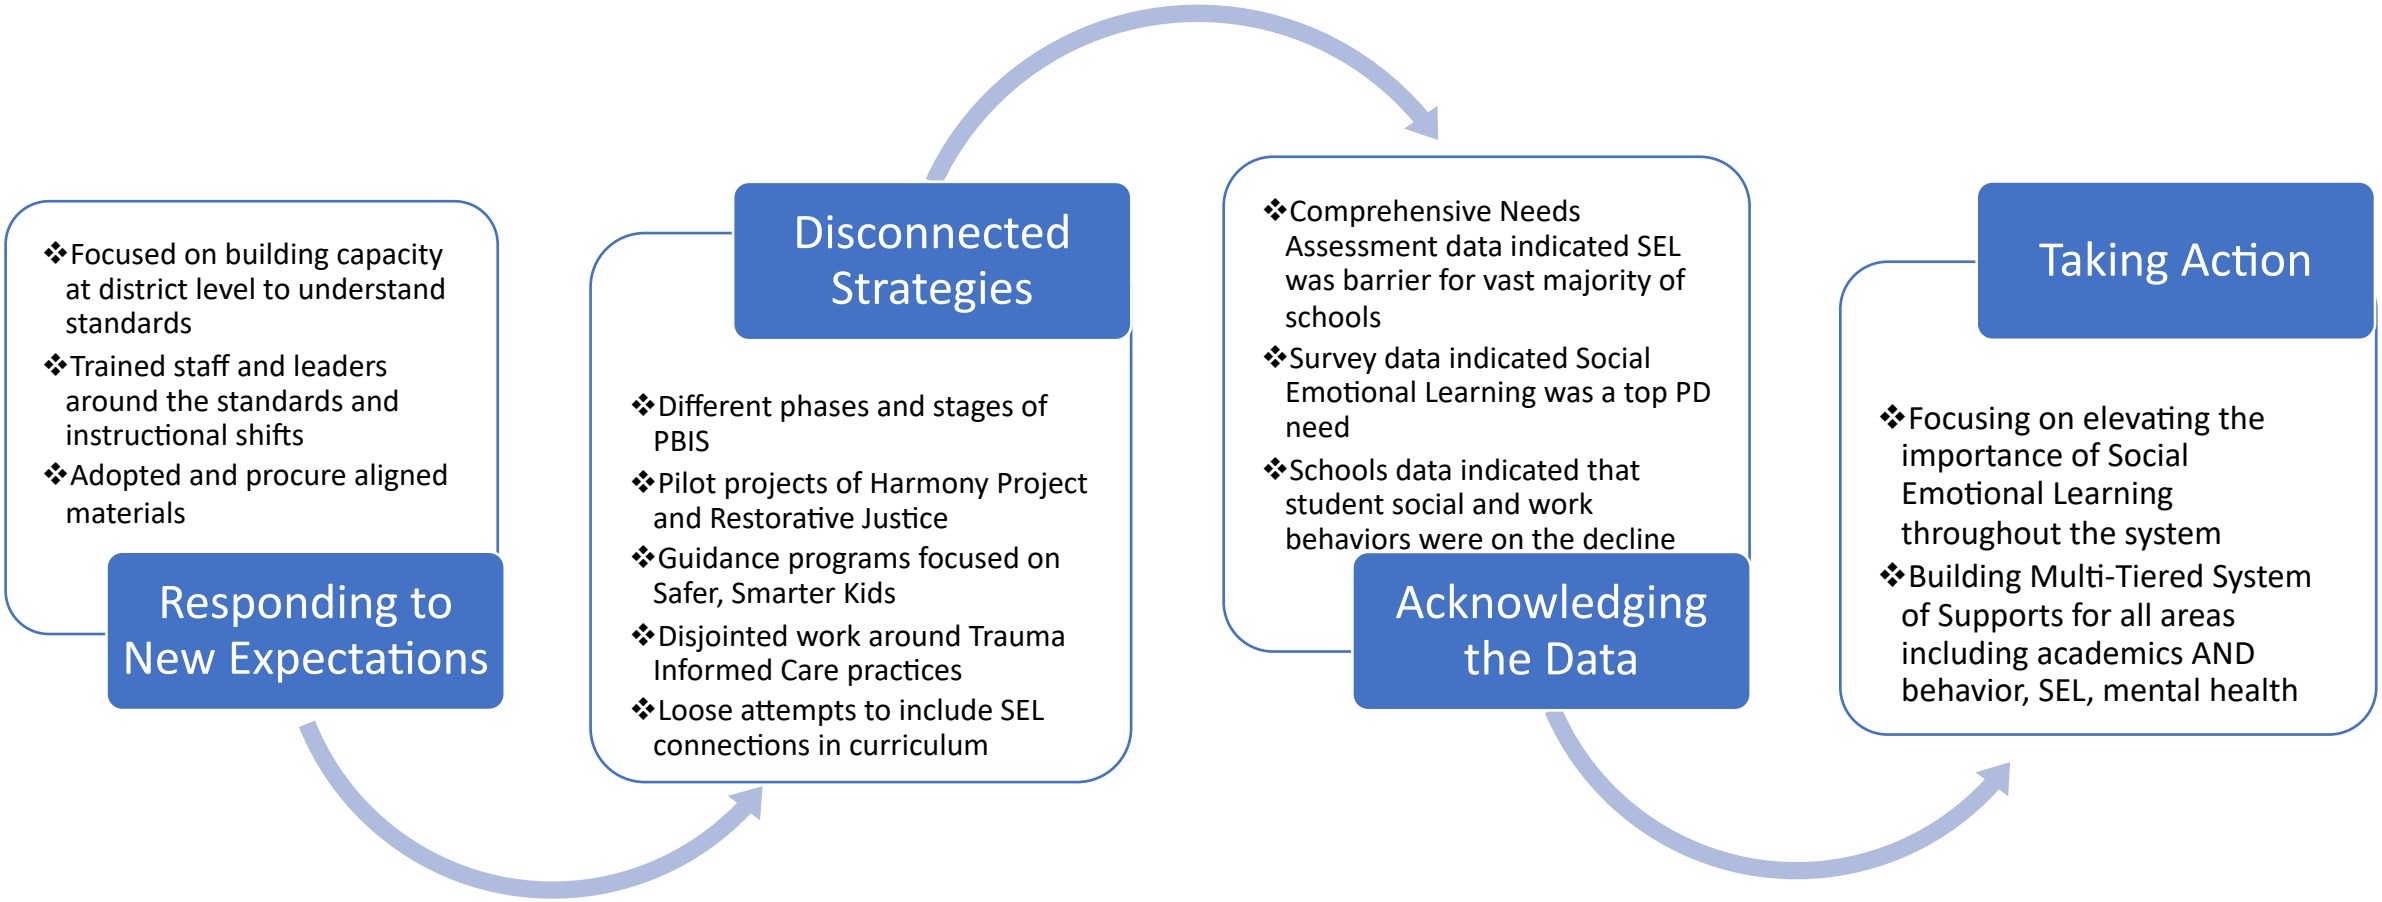 ❖Focused on building capacity
at district level to understand
standards
❖Trained staff and leaders
around the standards and
instructional shifts
❖Adopted and procure aligned
materials
Responding to
New Expectations
Disconnected
Strategies
❖Different phases and stages of
PBIS
❖Pilot projects of Harmony Project
and Restorative Justice
❖Guidance programs focused on
Safer, Smarter Kids
❖Disjointed work around Trauma
Informed Care practices
❖Loose attempts to include SEL
connections in curriculum
❖Comprehensive Needs
Assessment data indicated SEL
was barrier for vast majority of
schools
❖Survey data indicated Social
Emotional Learning was a top PD
need
❖Schools data indicated that
student social and work
behaviors were on the decline
Acknowledging
the Data
Taking Action
❖Focusing on elevating the
importance of Social
Emotional Learning
throughout the system
❖Building Multi-Tiered System
of Supports for all areas
including academics AND
behavior, SEL, mental health